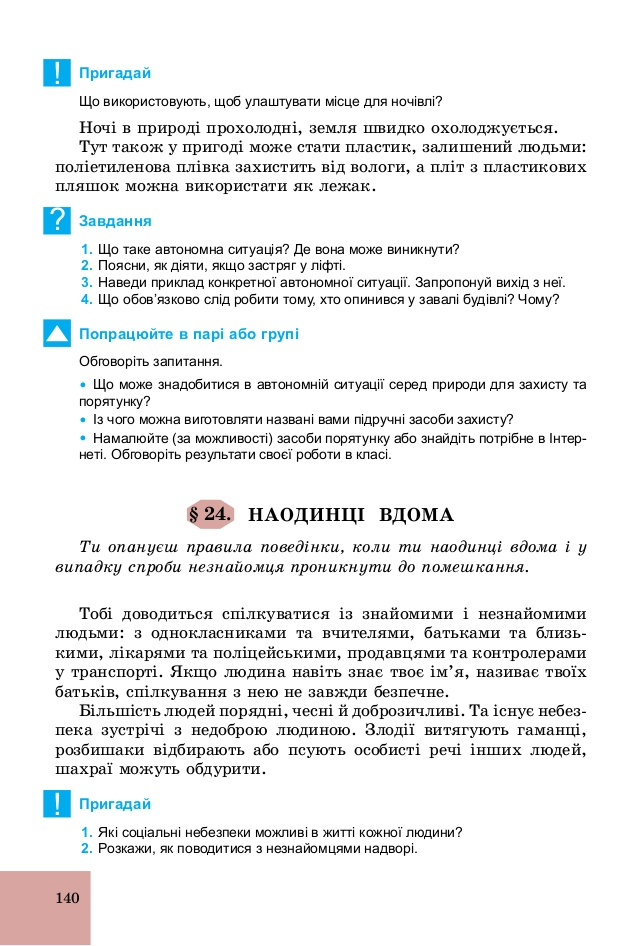 ! Пригадай
Що використовують, щоб улаштувати місце для ночівлі?
Ночі в природі прохолодні, земля швидко охолоджується.
Тут також у пригоді може стати пластик, залишений людьми:
поліетиленова плівка захистить від вологи, а пліт з пластикових
пляшок можна використати як лежак.
? Завдання
1. Що таке автономна ситуація? Де вона може виникнути?
2. Поясни, як діяти, якщо застряг у ліфті.
3. Наведи приклад конкретної автономної ситуації. Запропонуй вихід з неї.
4. Що обов’язково слід робити тому, хто опинився у завалі будівлі? Чому?
Попрацюйте в парі або групі
Обговоріть запитання.
• Що може знадобитися в автономній ситуації серед природи для захисту та
порятунку?
• Із чого можна виготовляти названі вами підручні засоби захисту?
• Намалюйте (за можливості) засоби порятунку або знайдіть потрібне в Інтер-
неті. Обговоріть результати своєї роботи в класі.
§ 24. НАОДИНЦІ ВДОМА
Ти опануєш правила поведінки, коли ти наодинці вдома і у
випадку спроби незнайомця проникнути до помешкання.
Тобі доводиться спілкуватися із знайомими і незнайомими
людьми: з однокласниками та вчителями, батьками та близь-
кими, лікарями та поліцейськими, продавцями та контролерами
у транспорті. Якщо людина навіть знає твоє ім’я, називає твоїх
батьків, спілкування з нею не завжди безпечне.
Більшість людей порядні, чесні й доброзичливі. Та існує небез-
пека зустрічі з недоброю людиною. Злодії витягують гаманці,
розбишаки відбирають або псують особисті речі інших людей,
шахраї можуть обдурити.
! Пригадай
1. Які соціальні небезпеки можливі в житті кожної людини?
2. Розкажи, як поводитися з незнайомцями надворі.
140